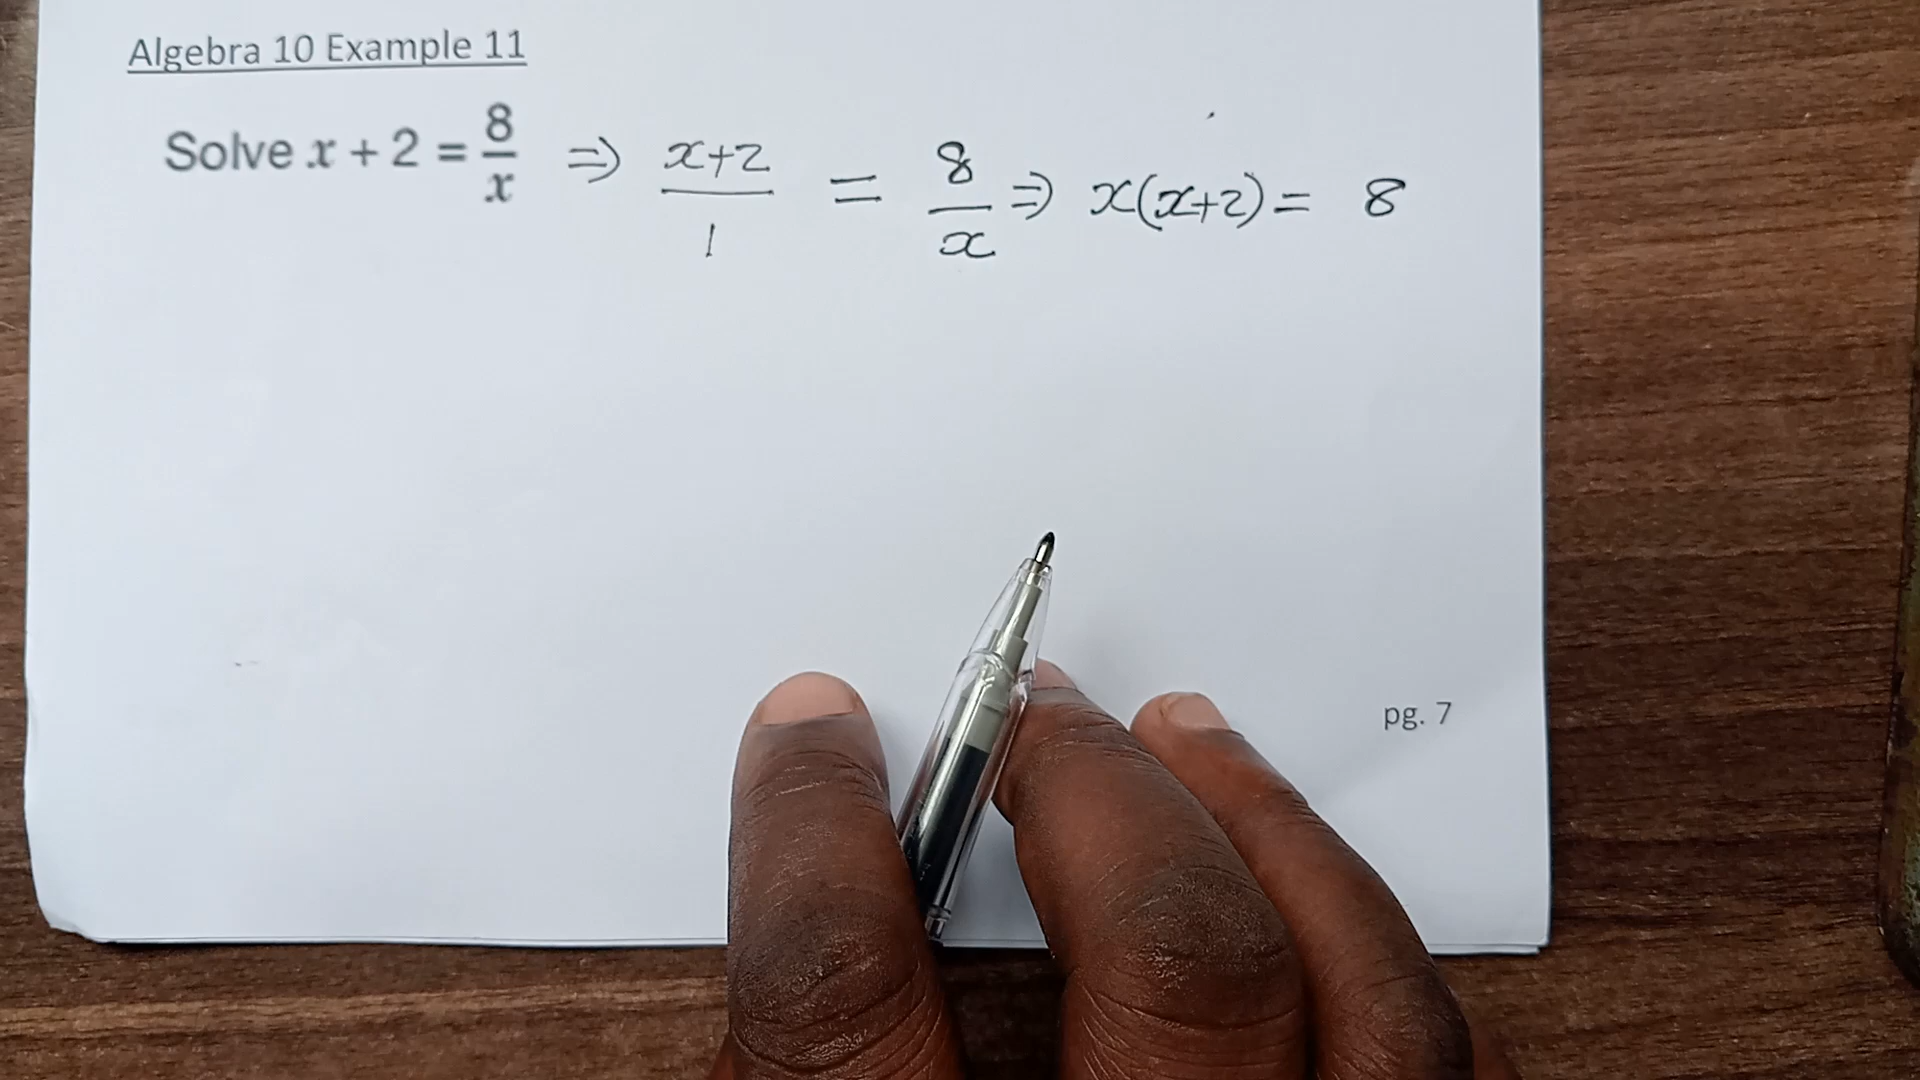 Algebra 10 Example 11
Solve x + 2 = 8/x ⇒ x+2/1 = 8/x ⇒ x(x+2) = 8
pg. 7